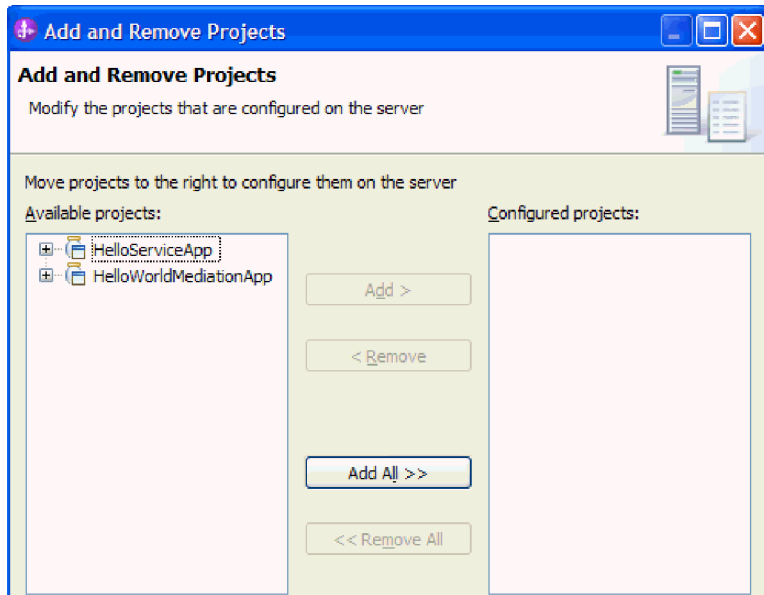 Add and Remove Projects
Add and Remove Projects
Modify the projects that are configured on the server
Move projects to the right to configure them on the server
Available projects:
Configured projects:
HelloServiceApp
HelloWorldMediationApp
Add >
< Remove
Add All >>
<< Remove All